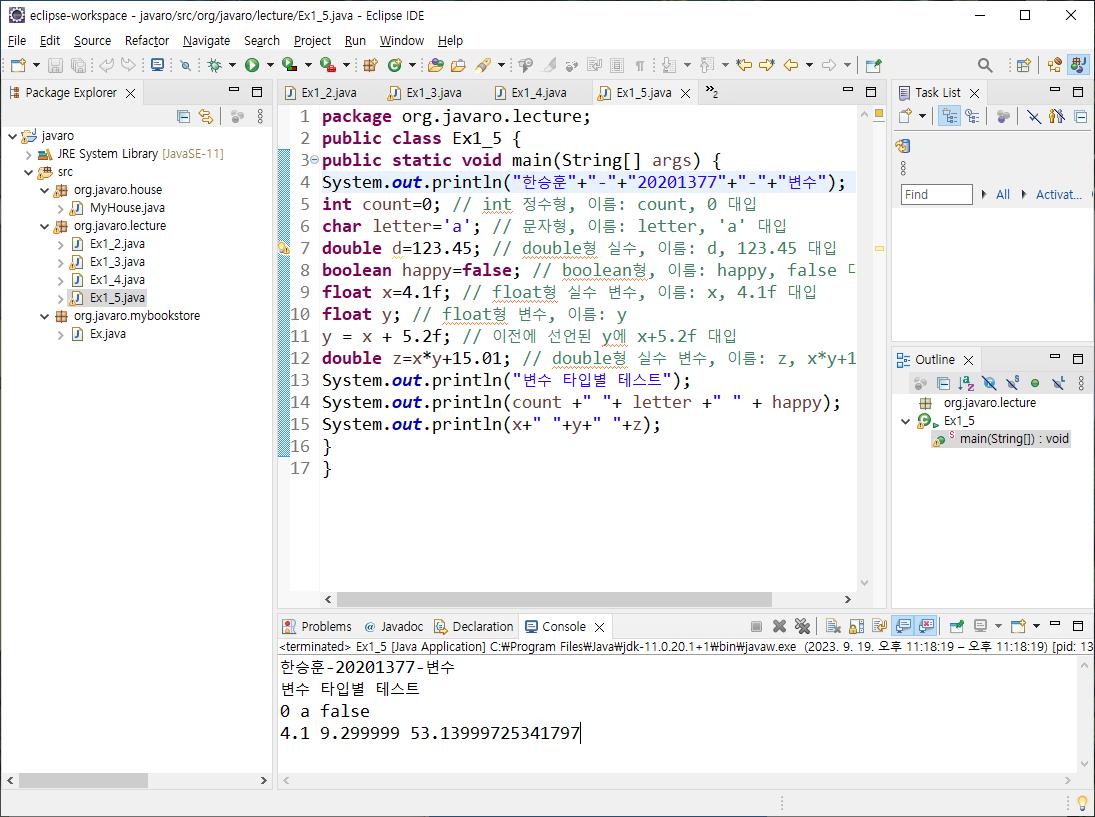 eclipse-workspace - javaro/src/org/javaro/lecture/Ex1_5.java - Eclipse IDE
File Edit Source Refactor Navigate Search Project Run Window Help
Package Explorer
javaro
JRE System Library [JavaSE-11]
src
org.javaro.house
MyHouse.java
org.javaro.lecture
Ex1_2.java
Ex1_3.java
Ex1_4.java
Ex1_5.java
org.javaro.mybookstore
Ex.java
Ex1_2.java Ex1_3.java Ex1_4.java Ex1_5.java »2
1 package org.javaro.lecture;
2 public class Ex1_5 {
3 public static void main(String[] args) {
4 System.out.println("한승훈"+"-"+"20201377"+"-"+"변수");
5 int count=0; // int 정수형, 이름: count, 0 대입
6 char letter='a'; // 문자형, 이름: letter, 'a' 대입
7 double d=123.45; // double형 실수, 이름: d, 123.45 대입
8 boolean happy=false; // boolean형, 이름: happy, false
9 float x=4.1f; // float형 실수 변수, 이름: x, 4.1f 대입
10 float y; // float형 변수, 이름: y
11 y = x + 5.2f; // 이전에 선언된 y에 x+5.2f 대입
12 double z=x*y+15.01; // double형 실수 변수, 이름: z, x*y+1
13 System.out.println("변수 타입별 테스트");
14 System.out.println(count +" "+ letter +" " + happy);
15 System.out.println(x+" "+y+" "+z);
16 }
17 }
Task List
Find All Activat...
Outline
org.javaro.lecture
Ex1_5
main(String[]) : void
Problems Javadoc Declaration Console
<terminated> Ex1_5 [Java Application] C:₩Program Files₩Java₩jdk-11.0.20.1+1₩bin₩javaw.exe (2023. 9. 19. 오후 11:18:19 – 오후 11:18:19) [pid: 13
한승훈-20201377-변수
변수 타입별 테스트
0 a false
4.1 9.299999 53.13999725341797